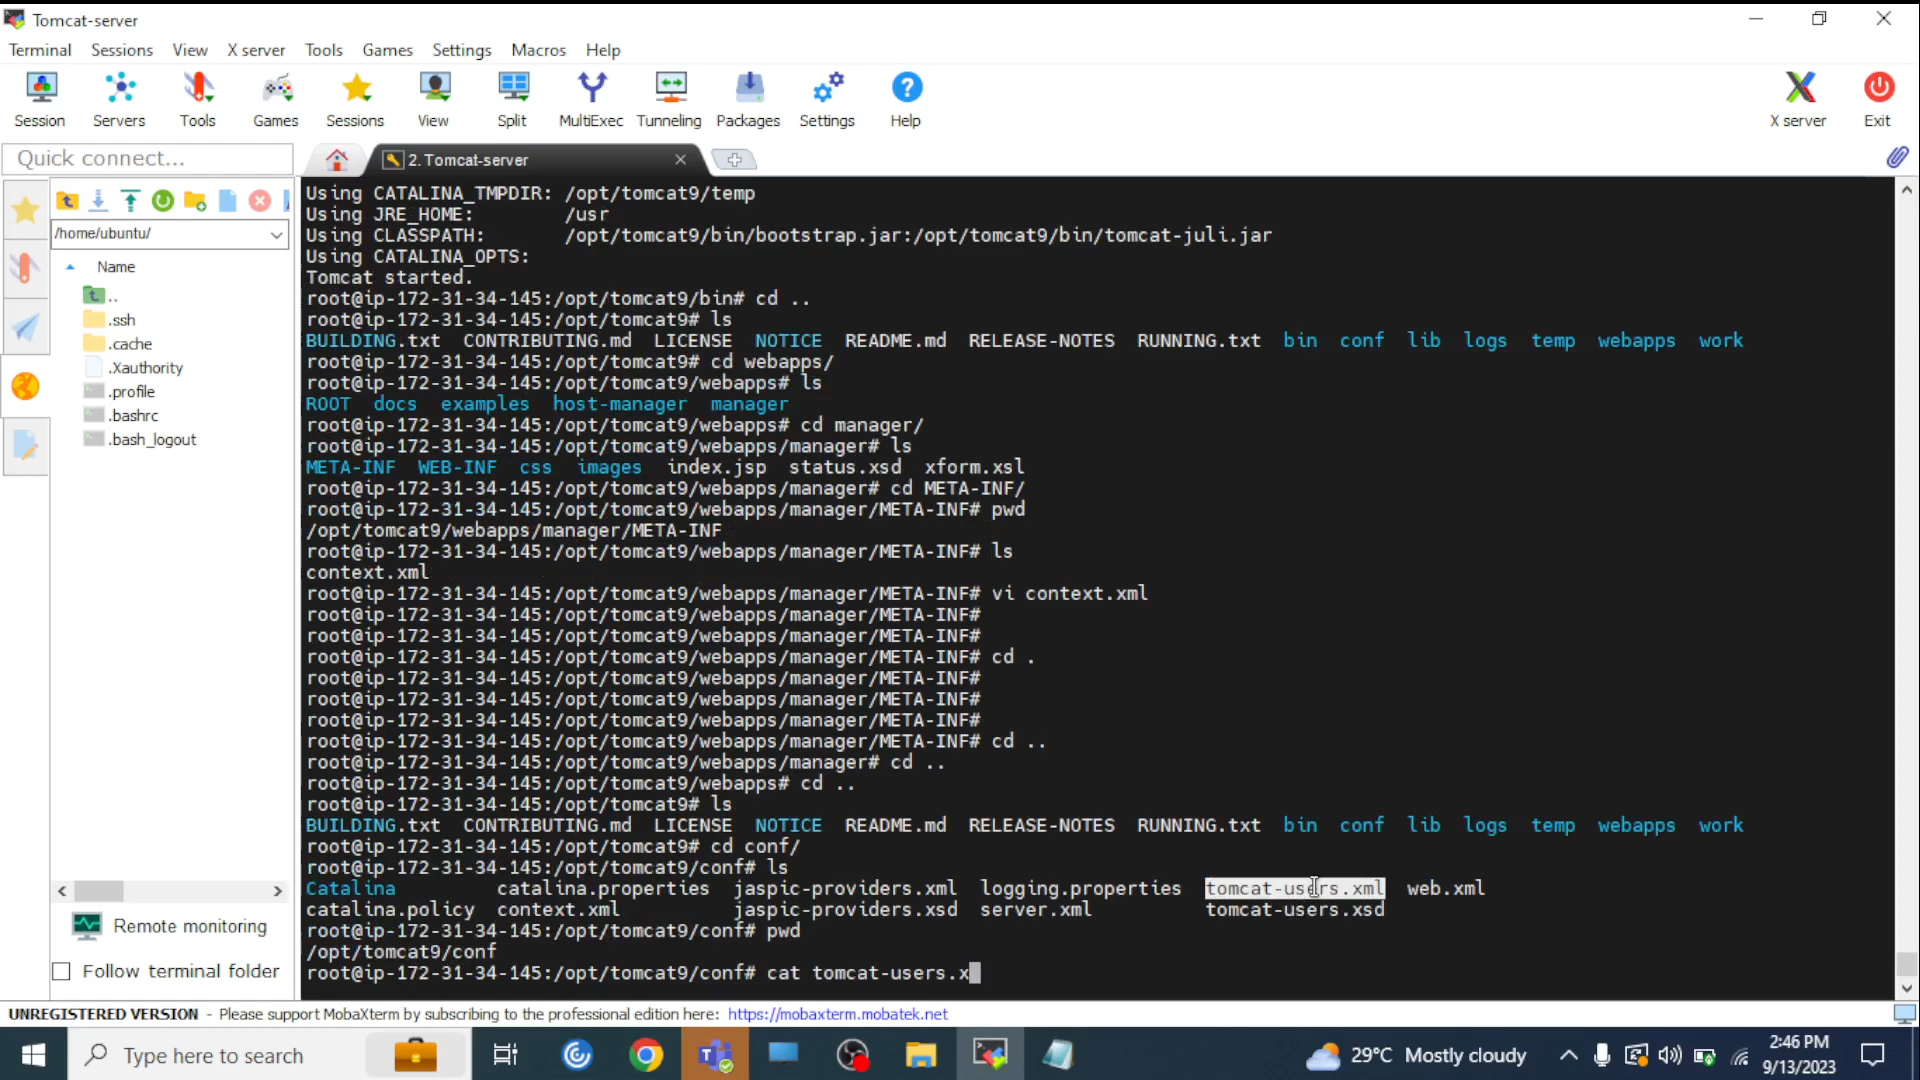 Tomcat-server
Terminal Sessions View X server Tools Games Settings Macros Help
Session Servers Tools Games Sessions View Split MultiExec Tunneling Packages Settings Help X server Exit
Quick connect...
2. Tomcat-server
/home/ubuntu/
Name
..
.ssh
.cache
.Xauthority
.profile
.bashrc
.bash_logout
Remote monitoring
Follow terminal folder
Using CATALINA_TMPDIR: /opt/tomcat9/temp
Using JRE_HOME:        /usr
Using CLASSPATH:       /opt/tomcat9/bin/bootstrap.jar:/opt/tomcat9/bin/tomcat-juli.jar
Using CATALINA_OPTS:
Tomcat started.
root@ip-172-31-34-145:/opt/tomcat9/bin# cd ..
root@ip-172-31-34-145:/opt/tomcat9# ls
BUILDING.txt  CONTRIBUTING.md  LICENSE  NOTICE  README.md  RELEASE-NOTES  RUNNING.txt  bin  conf  lib  logs  temp  webapps  work
root@ip-172-31-34-145:/opt/tomcat9# cd webapps/
root@ip-172-31-34-145:/opt/tomcat9/webapps# ls
ROOT  docs  examples  host-manager  manager
root@ip-172-31-34-145:/opt/tomcat9/webapps# cd manager/
root@ip-172-31-34-145:/opt/tomcat9/webapps/manager# ls
META-INF  WEB-INF  css  images  index.jsp  status.xsd  xform.xsl
root@ip-172-31-34-145:/opt/tomcat9/webapps/manager# cd META-INF/
root@ip-172-31-34-145:/opt/tomcat9/webapps/manager/META-INF# pwd
/opt/tomcat9/webapps/manager/META-INF
root@ip-172-31-34-145:/opt/tomcat9/webapps/manager/META-INF# ls
context.xml
root@ip-172-31-34-145:/opt/tomcat9/webapps/manager/META-INF# vi context.xml
root@ip-172-31-34-145:/opt/tomcat9/webapps/manager/META-INF#
root@ip-172-31-34-145:/opt/tomcat9/webapps/manager/META-INF#
root@ip-172-31-34-145:/opt/tomcat9/webapps/manager/META-INF# cd .
root@ip-172-31-34-145:/opt/tomcat9/webapps/manager/META-INF#
root@ip-172-31-34-145:/opt/tomcat9/webapps/manager/META-INF#
root@ip-172-31-34-145:/opt/tomcat9/webapps/manager/META-INF#
root@ip-172-31-34-145:/opt/tomcat9/webapps/manager/META-INF# cd ..
root@ip-172-31-34-145:/opt/tomcat9/webapps/manager# cd ..
root@ip-172-31-34-145:/opt/tomcat9/webapps# cd ..
root@ip-172-31-34-145:/opt/tomcat9# ls
BUILDING.txt  CONTRIBUTING.md  LICENSE  NOTICE  README.md  RELEASE-NOTES  RUNNING.txt  bin  conf  lib  logs  temp  webapps  work
root@ip-172-31-34-145:/opt/tomcat9# cd conf/
root@ip-172-31-34-145:/opt/tomcat9/conf# ls
Catalina         catalina.properties  jaspic-providers.xml  logging.properties  tomcat-users.xml  web.xml
catalina.policy  context.xml          jaspic-providers.xsd  server.xml          tomcat-users.xsd
root@ip-172-31-34-145:/opt/tomcat9/conf# pwd
/opt/tomcat9/conf
root@ip-172-31-34-145:/opt/tomcat9/conf# cat tomcat-users.x
UNREGISTERED VERSION - Please support MobaXterm by subscribing to the professional edition here: https://mobaxterm.mobatek.net
Type here to search
29°C Mostly cloudy
2:46 PM
9/13/2023